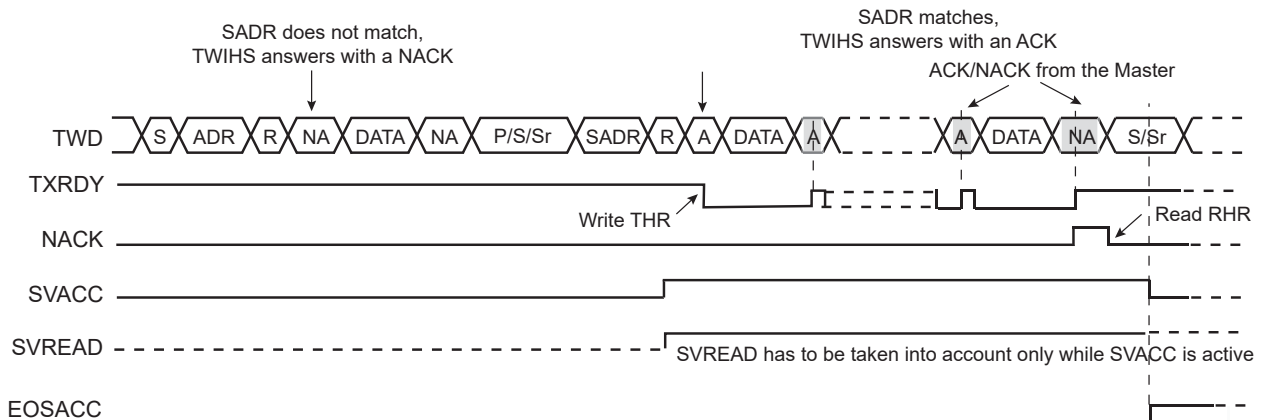 SADR does not match,
TWIHS answers with a NACK
SADR matches,
TWIHS answers with an ACK
ACK/NACK from the Master
TWD S ADR R NA DATA NA P/S/Sr SADR R A DATA A A DATA NA S/Sr
TXRDY
Write THR
Read RHR
NACK
SVACC
SVREAD
SVREAD has to be taken into account only while SVACC is active
EOSACC